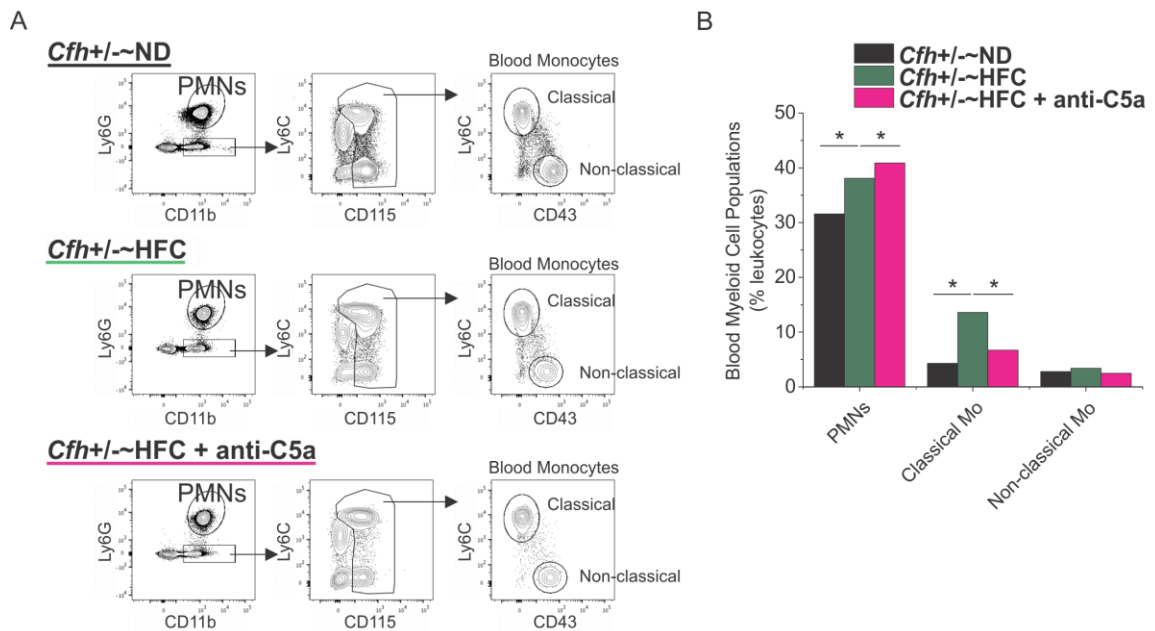 A
Cfh+/-~ND
PMNs
Ly6G
CD11b
Ly6C
CD115
Blood Monocytes
Classical
Non-classical
Ly6C
CD43
Cfh+/-~HFC
PMNs
Ly6G
CD11b
Ly6C
CD115
Blood Monocytes
Classical
Non-classical
Ly6C
CD43
Cfh+/-~HFC + anti-C5a
PMNs
Ly6G
CD11b
Ly6C
CD115
Blood Monocytes
Classical
Non-classical
Ly6C
CD43
B
Cfh+/-~ND
Cfh+/-~HFC
Cfh+/-~HFC + anti-C5a
Blood Myeloid Cell Populations
(% leukocytes)
50
40
30
20
10
0
* *
* *
PMNs
Classical Mo
Non-classical Mo